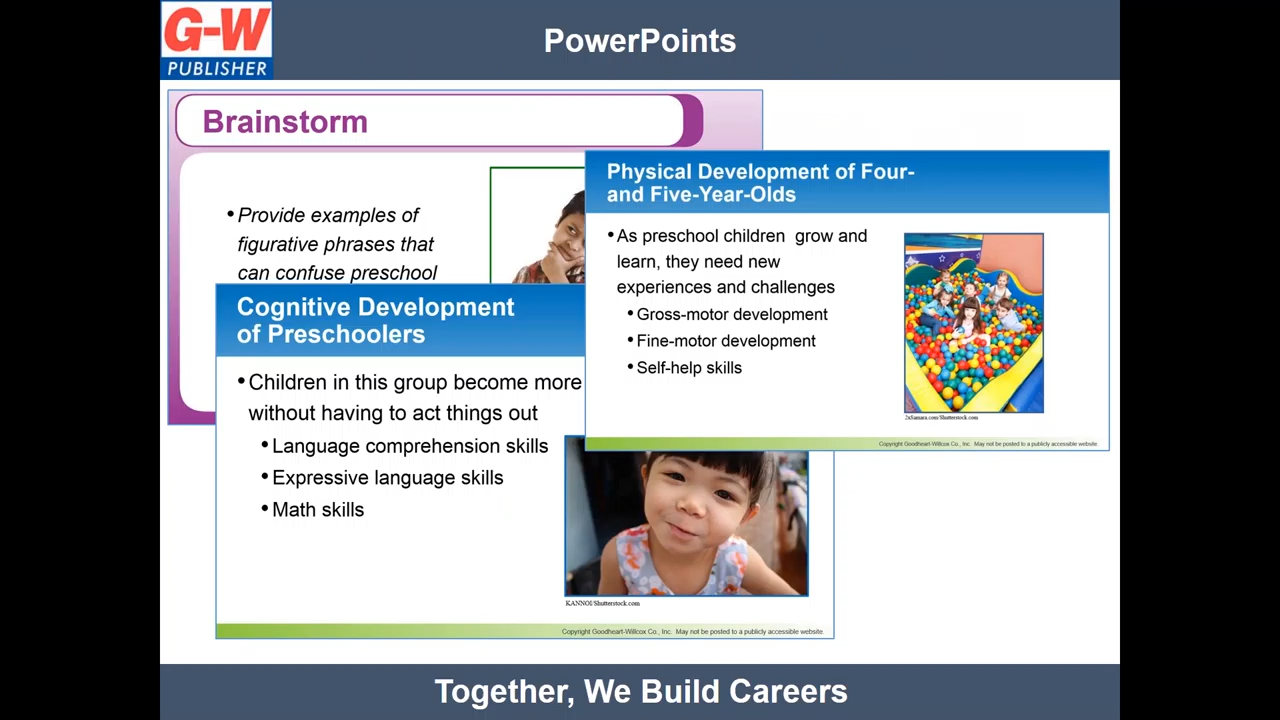 G-W
PUBLISHER
PowerPoints
Brainstorm
• Provide examples of
figurative phrases that
can confuse preschool
Physical Development of Four-
and Five-Year-Olds
• As preschool children grow and
learn, they need new
experiences and challenges
• Gross-motor development
• Fine-motor development
• Self-help skills
2xSamara.com/Shutterstock.com
Copyright Goodheart-Willcox Co., Inc. May not be posted to a publicly accessible website.
Cognitive Development
of Preschoolers
• Children in this group become more
without having to act things out
• Language comprehension skills
• Expressive language skills
• Math skills
KANNOI/Shutterstock.com
Copyright Goodheart-Willcox Co., Inc. May not be posted to a publicly accessible website.
Together, We Build Careers